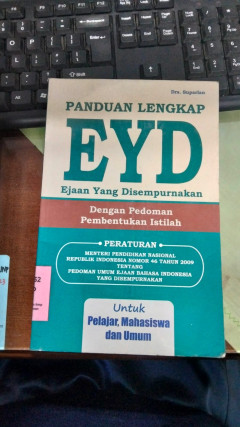 Drs. Supadian
PANDUAN LENGKAP
EYD
Ejaan Yang Disempurnakan
Dengan Pedoman
Pembentukan Istilah
PERATURAN
MENTERI PENDIDIKAN NASIONAL
REPUBLIK INDONESIA NOMOR 46 TAHUN 2009
TENTANG
PEDOMAN UMUM EJAAN BAHASA INDONESIA
YANG DISEMPURNAKAN
Untuk
Pelajar, Mahasiswa
dan Umum